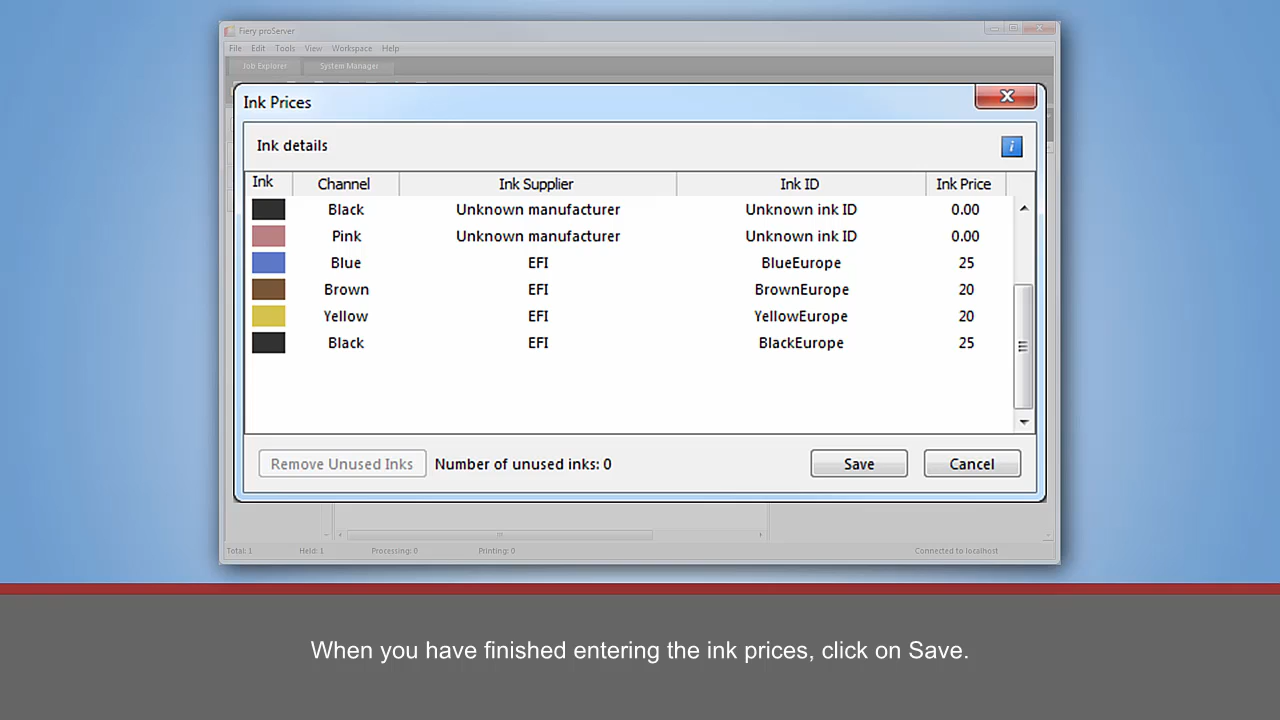 Fiery proServer
File Edit Tools View Workspace Help
Job Explorer System Manager
Ink Prices
Ink details
Ink Channel Ink Supplier Ink ID Ink Price
Black Unknown manufacturer Unknown ink ID 0.00
Pink Unknown manufacturer Unknown ink ID 0.00
Blue EFI BlueEurope 25
Brown EFI BrownEurope 20
Yellow EFI YellowEurope 20
Black EFI BlackEurope 25
Remove Unused Inks Number of unused inks: 0 Save Cancel
Total: 1 Held: 1 Processing: 0 Printing: 0 Connected to localhost
When you have finished entering the ink prices, click on Save.